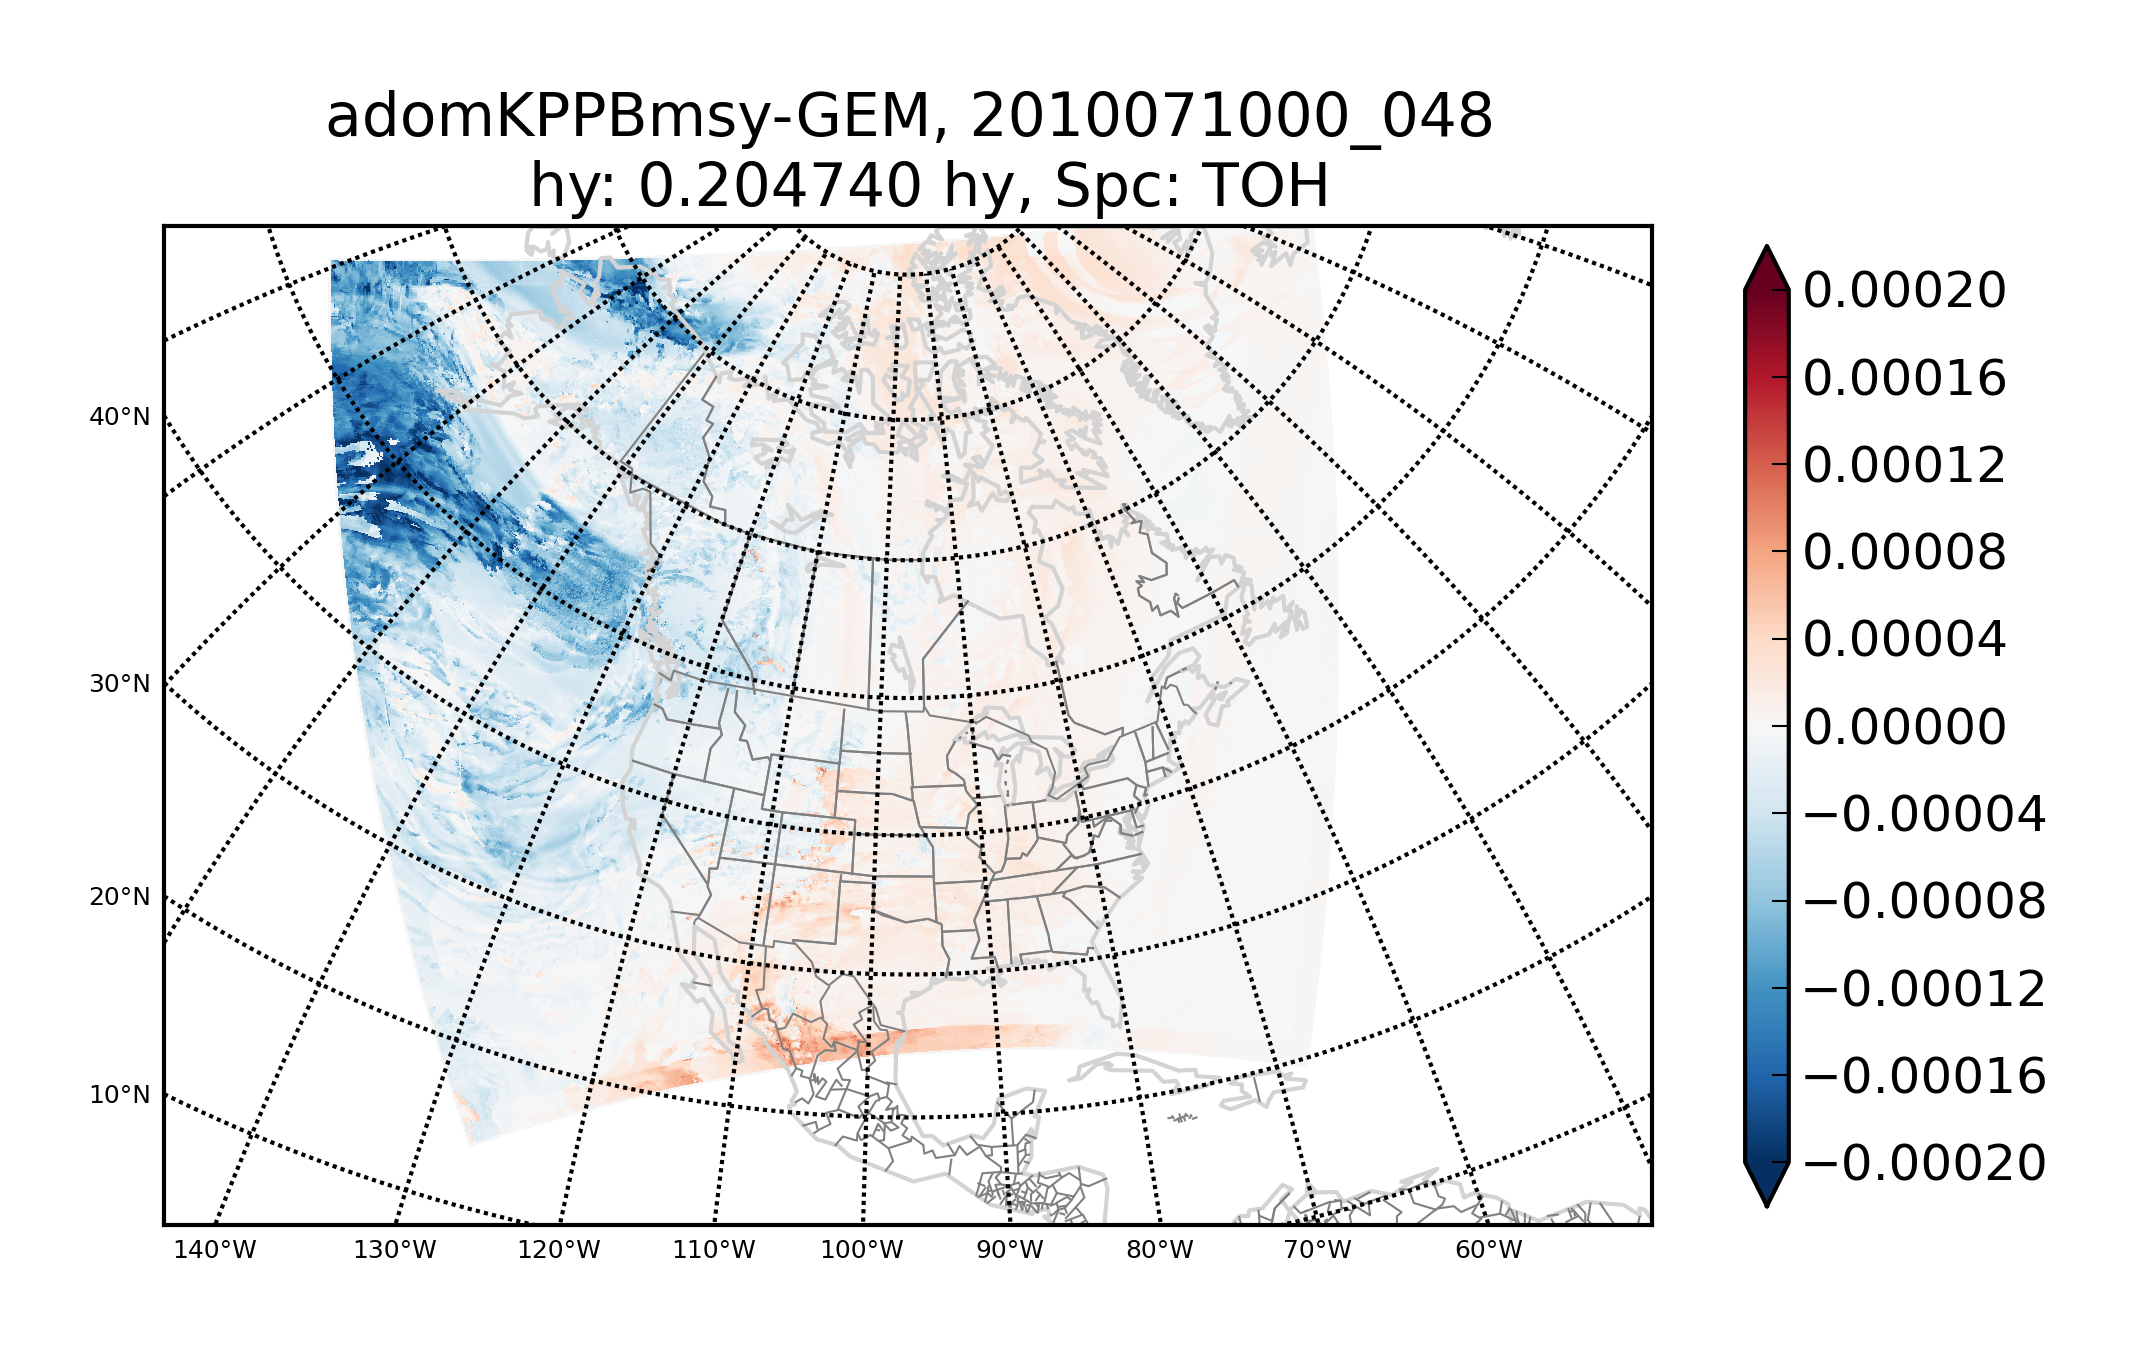 adomKPPBmsy-GEM, 2010071000_048
hy: 0.204740 hy, Spc: TOH
40°N
30°N
20°N
10°N
140°W
130°W
120°W
110°W
100°W
90°W
80°W
70°W
60°W
0.00020
0.00016
0.00012
0.00008
0.00004
0.00000
−0.00004
−0.00008
−0.00012
−0.00016
−0.00020